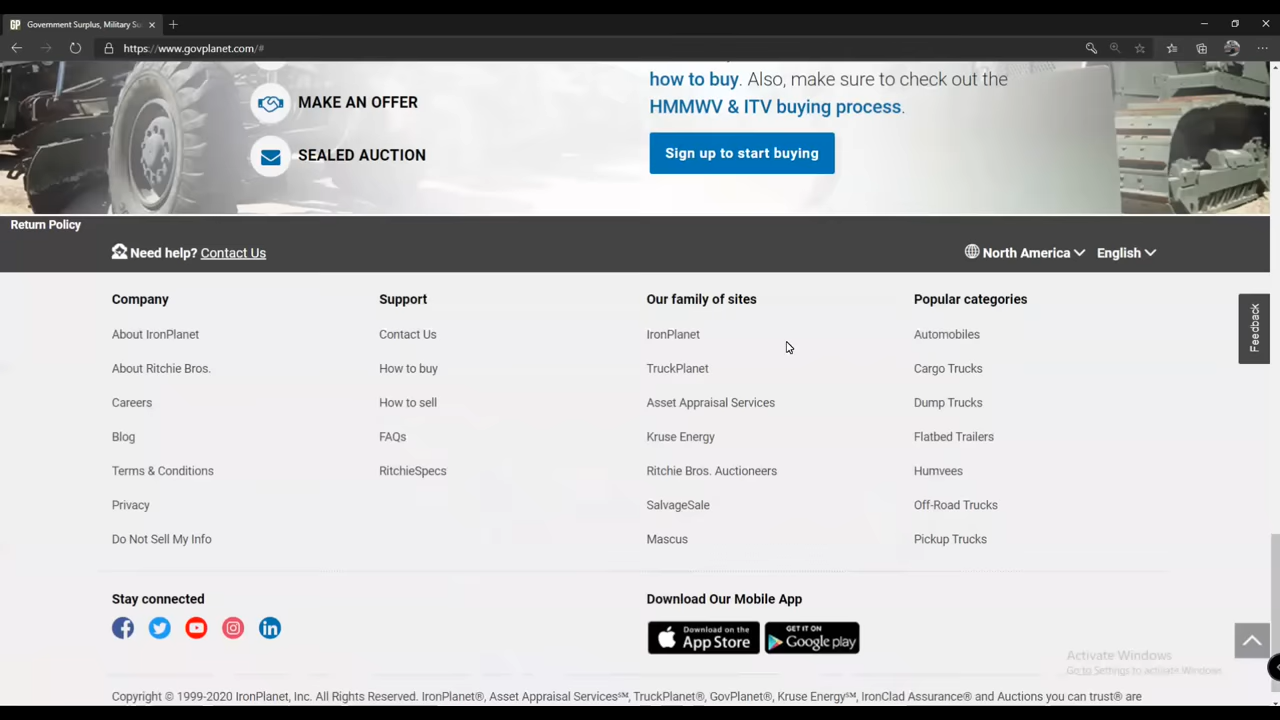 Government Surplus, Military Su
https://www.govplanet.com/#
MAKE AN OFFER
SEALED AUCTION
how to buy. Also, make sure to check out the
HMMWV & ITV buying process.
Sign up to start buying
Return Policy
Need help? Contact Us
North America
English
Company
About IronPlanet
About Ritchie Bros.
Careers
Blog
Terms & Conditions
Privacy
Do Not Sell My Info
Support
Contact Us
How to buy
How to sell
FAQs
RitchieSpecs
Our family of sites
IronPlanet
TruckPlanet
Asset Appraisal Services
Kruse Energy
Ritchie Bros. Auctioneers
SalvageSale
Mascus
Popular categories
Automobiles
Cargo Trucks
Dump Trucks
Flatbed Trailers
Humvees
Off-Road Trucks
Pickup Trucks
Feedback
Stay connected
Download Our Mobile App
Download on the
App Store
GET IT ON
Google play
Activate Windows
Go to Settings to activate Windows.
Copyright © 1999-2020 IronPlanet, Inc. All Rights Reserved. IronPlanet®, Asset Appraisal Services℠, TruckPlanet®, GovPlanet®, Kruse Energy℠, IronClad Assurance® and Auctions you can trust® are